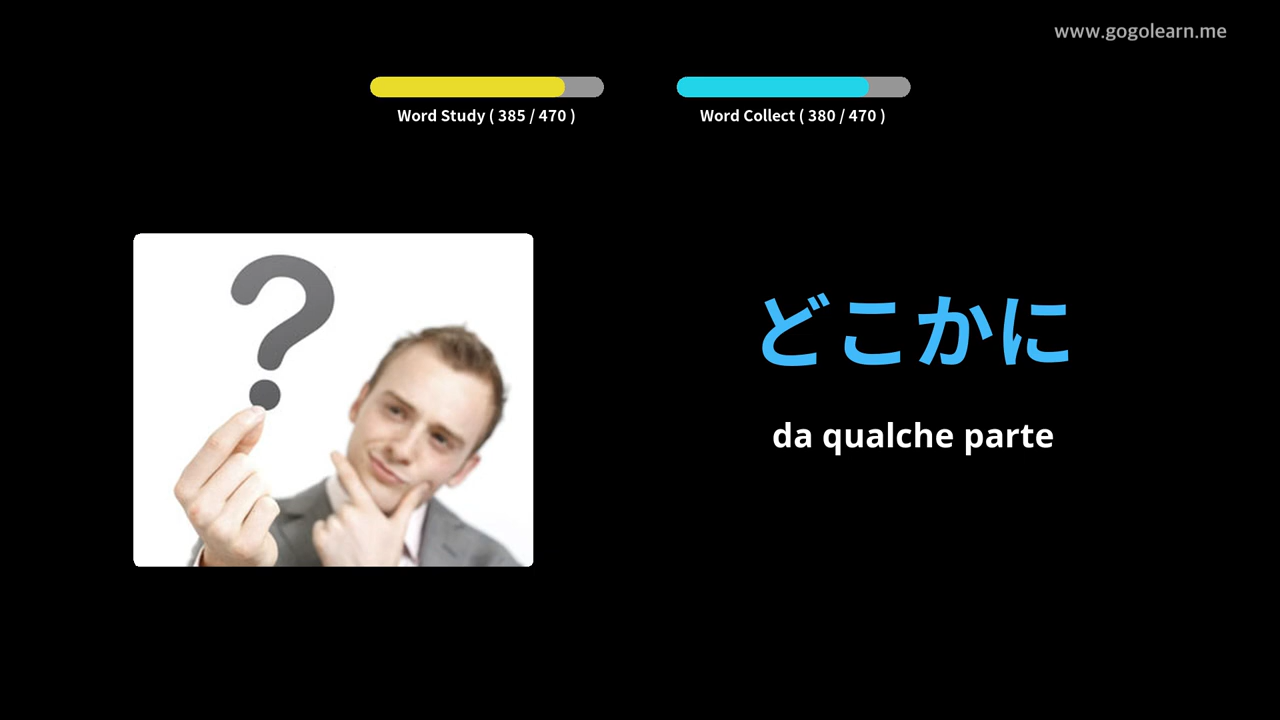 www.gogolearn.me
Word Study ( 385 / 470 )
Word Collect ( 380 / 470 )
どこかに
da qualche parte